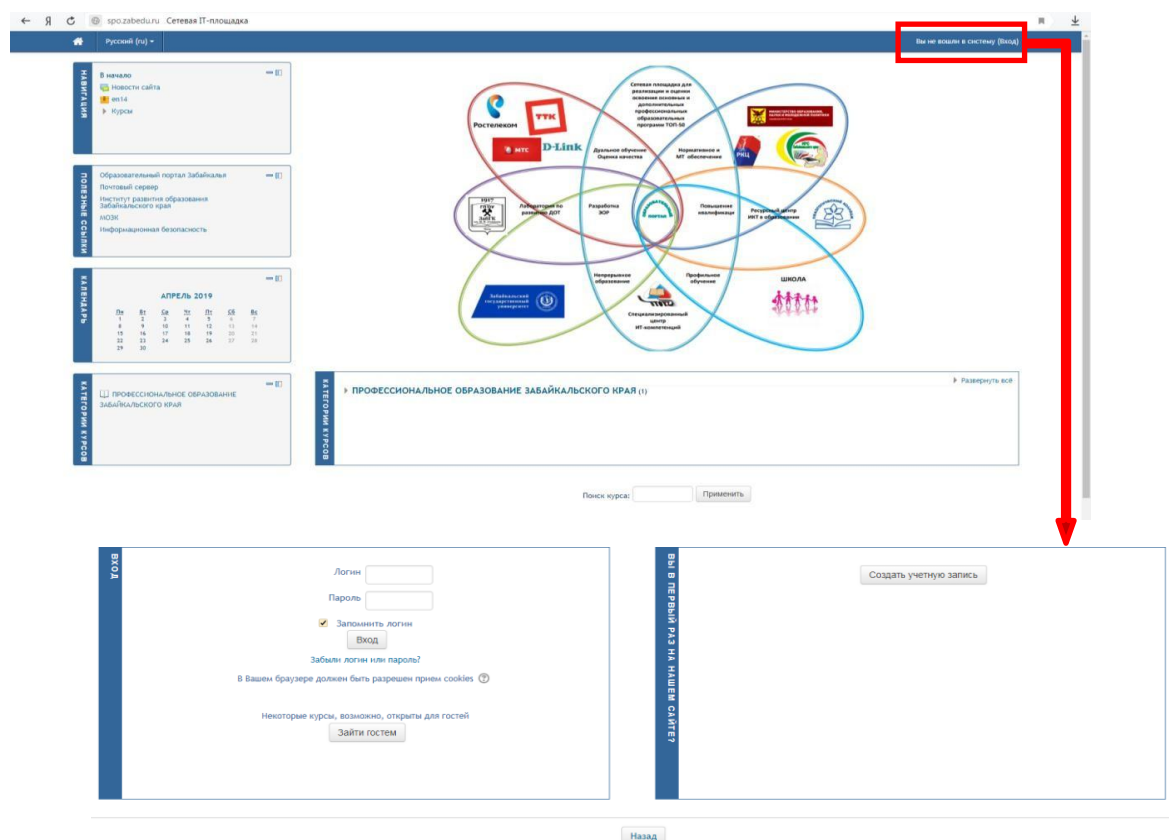 spo.zabedu.ru Сетевая IT-площадка
Русский (ru)
Вы не вошли в систему (Вход)
НАВИГАЦИЯ
В начало
Новости сайта
en14
Курсы
ПОЛЕЗНЫЕ ССЫЛКИ
Образовательный портал Забайкалья
Почтовый сервер
Институт развития образования
Забайкальского края
МОЗК
Информационная безопасность
КАЛЕНДАРЬ
АПРЕЛЬ 2019
Пн Вт Ср Чт Пт Сб Вс
1 2 3 4 5 6 7
8 9 10 11 12 13 14
15 16 17 18 19 20 21
22 23 24 25 26 27 28
29 30
КАТЕГОРИИ КУРСОВ
ПРОФЕССИОНАЛЬНОЕ ОБРАЗОВАНИЕ
ЗАБАЙКАЛЬСКОГО КРАЯ
Сетевая площадка для
реализации и оценки
освоения основных и
дополнительных
профессиональных
образовательных
программ ТОП-50
Ростелеком
ТТК
МТС
D-Link
Дуальное обучение
Оценка качества
Нормативное и
МТ обеспечение
РКЦ
Лаборатория по
развитию ДОТ
Разработка
ЭОР
ПОРТАЛ
Повышение
квалификаци
Ресурсный центр
ИКТ в образовании
Непрерывное
образование
Профильное
обучение
Забайкальский
государственный
университет
Специализированный
центр
ИТ-компетенций
ШКОЛА
КАТЕГОРИИ КУРСОВ
Развернуть всё
ПРОФЕССИОНАЛЬНОЕ ОБРАЗОВАНИЕ ЗАБАЙКАЛЬСКОГО КРАЯ (1)
Поиск курса:
Применить
ВХОД
Логин
Пароль
Запомнить логин
Вход
Забыли логин или пароль?
В Вашем браузере должен быть разрешен прием cookies
Некоторые курсы, возможно, открыты для гостей
Зайти гостем
ВЫ В ПЕРВЫЙ РАЗ НА НАШЕМ САЙТЕ?
Создать учетную запись
Назад